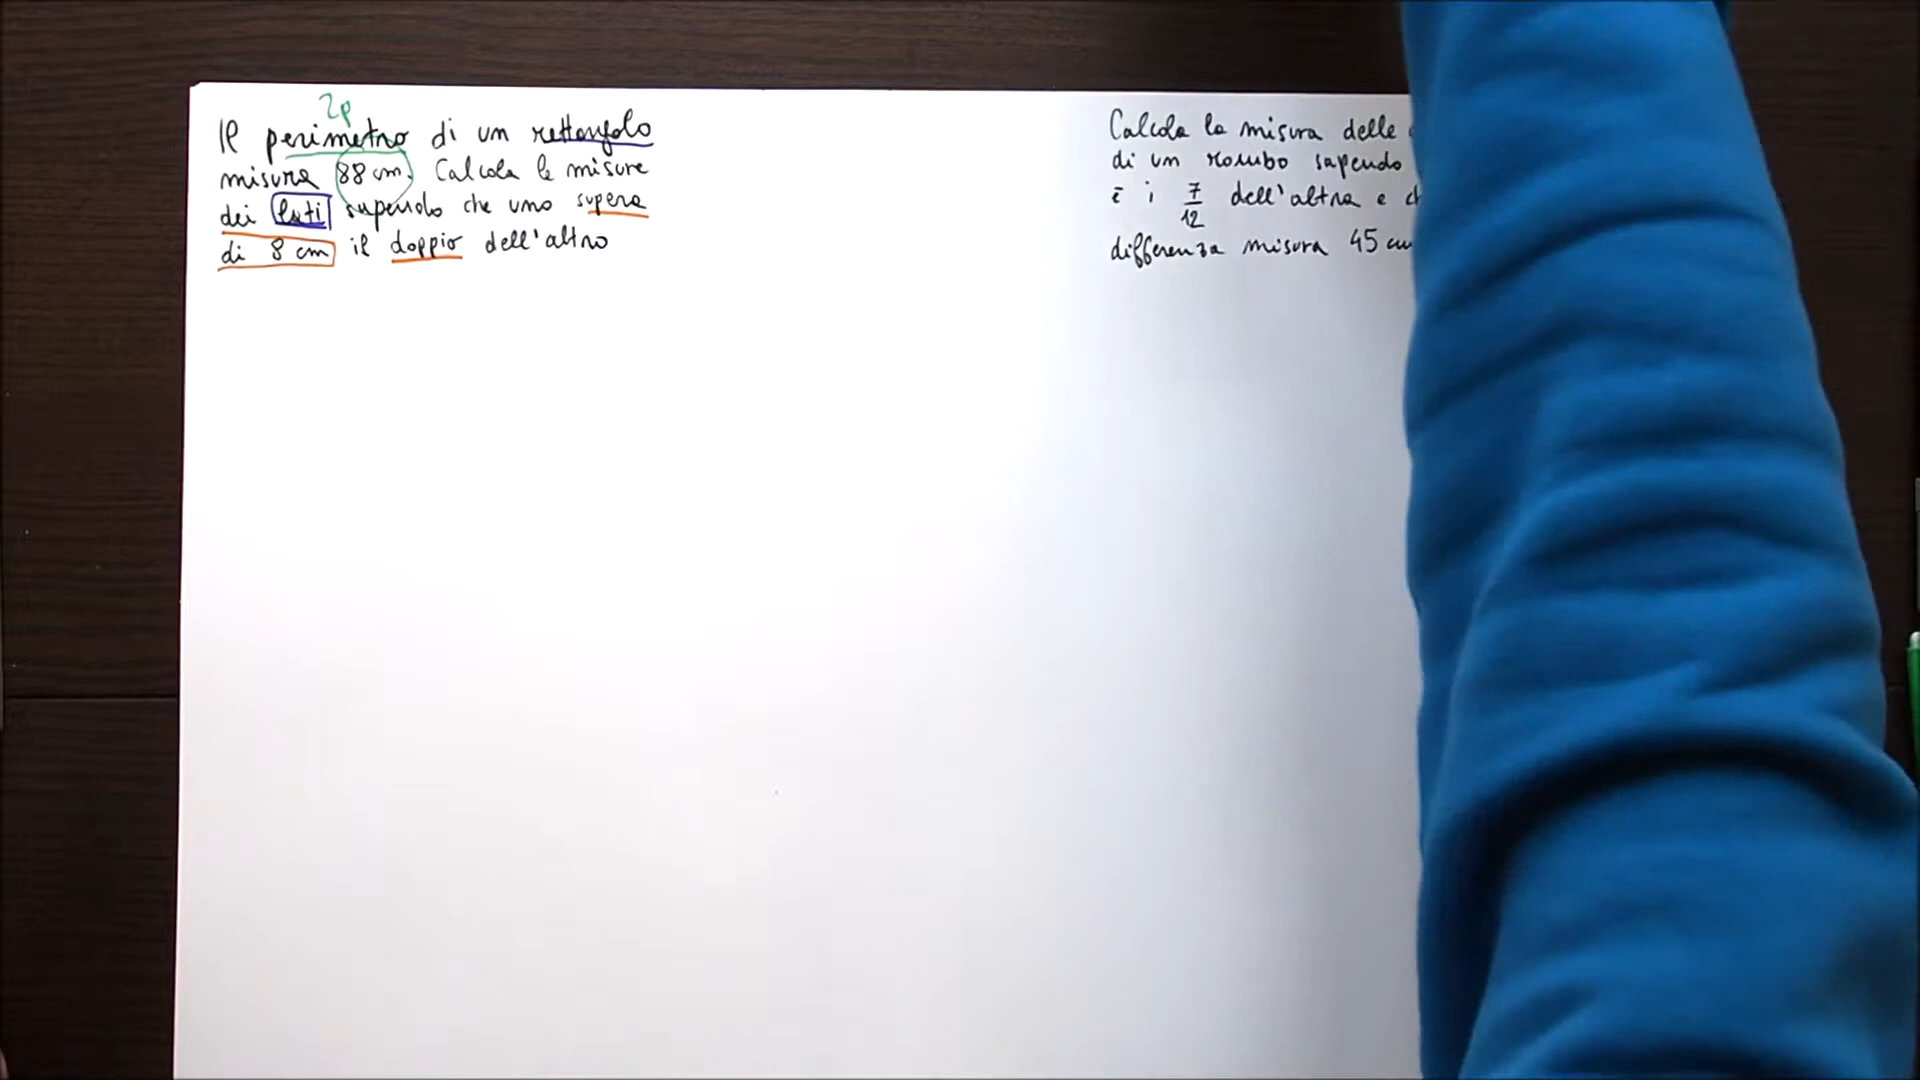 2p
Il perimetro di un rettangolo
misura 88 cm. Calcola le misure
dei lati sapendo che uno supera
di 8 cm il doppio dell'altro
Calcola la misura delle
di un rombo sapendo
è i 7/12 dell'altra e
differenza misura 45 cm